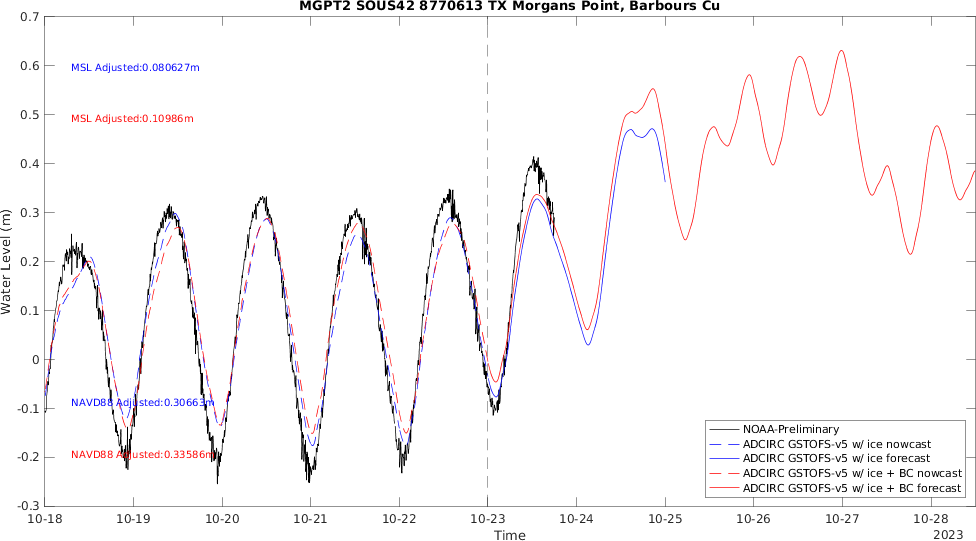 MGPT2 SOUS42 8770613 TX Morgans Point, Barbours Cu
0.7
0.6
0.5
0.4
0.3
0.2
0.1
0
-0.1
-0.2
-0.3
Water Level (m)
MSL Adjusted:0.080627m
MSL Adjusted:0.10986m
NAVD88 Adjusted:0.30663m
NAVD88 Adjusted:0.33586m
NOAA-Preliminary
ADCIRC GSTOFS-v5 w/ ice nowcast
ADCIRC GSTOFS-v5 w/ ice forecast
ADCIRC GSTOFS-v5 w/ ice + BC nowcast
ADCIRC GSTOFS-v5 w/ ice + BC forecast
10-18 10-19 10-20 10-21 10-22 10-23 10-24 10-25 10-26 10-27 10-28
Time
2023